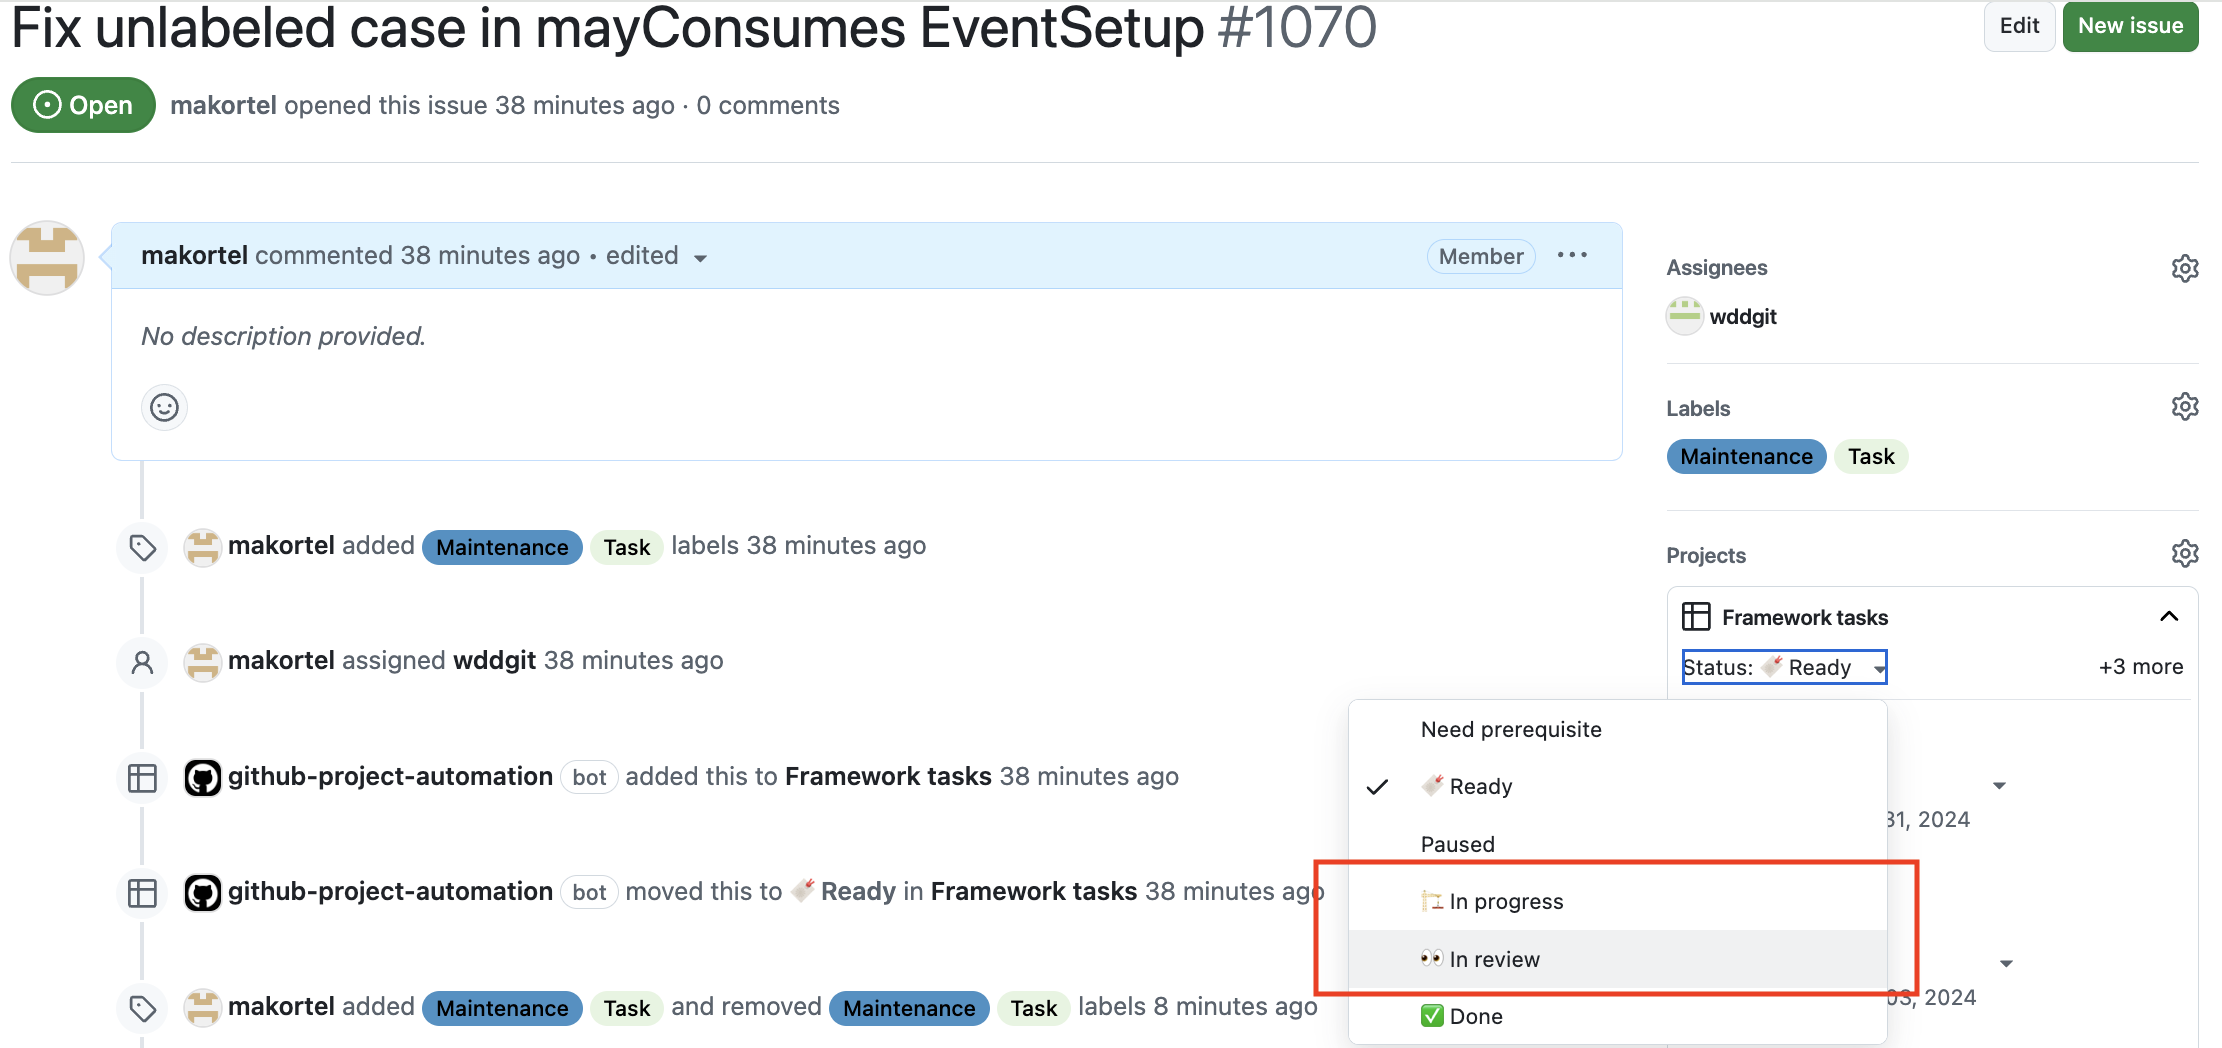 Fix unlabeled case in mayConsumes EventSetup #1070
Edit
New issue
Open
makortel opened this issue 38 minutes ago · 0 comments
makortel commented 38 minutes ago • edited
Member
No description provided.
Assignees
wddgit
Labels
Maintenance Task
Projects
Framework tasks
Status: Ready
+3 more
makortel added Maintenance Task labels 38 minutes ago
makortel assigned wddgit 38 minutes ago
github-project-automation bot added this to Framework tasks 38 minutes ago
github-project-automation bot moved this to Ready in Framework tasks 38 minutes ago
makortel added Maintenance Task and removed Maintenance Task labels 8 minutes ago
Need prerequisite
Ready
Paused
In progress
In review
Done
31, 2024
03, 2024